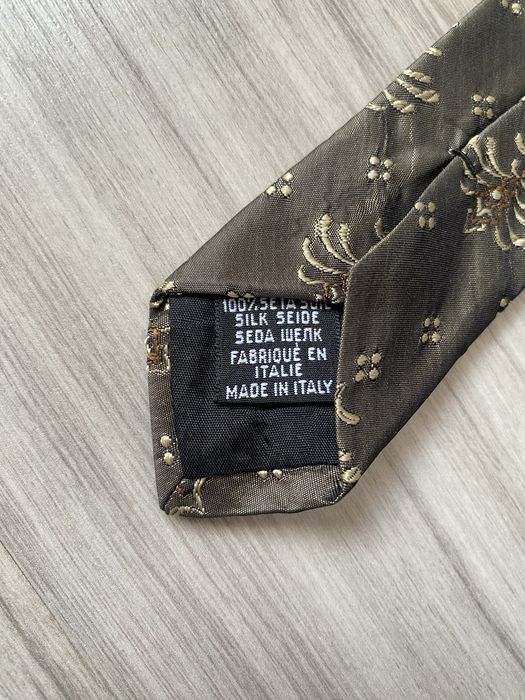 100% SETA SOIE
SILK SEIDE
SEDA ШЕЛК
FABRIQUÉ EN
ITALIE
MADE IN ITALY